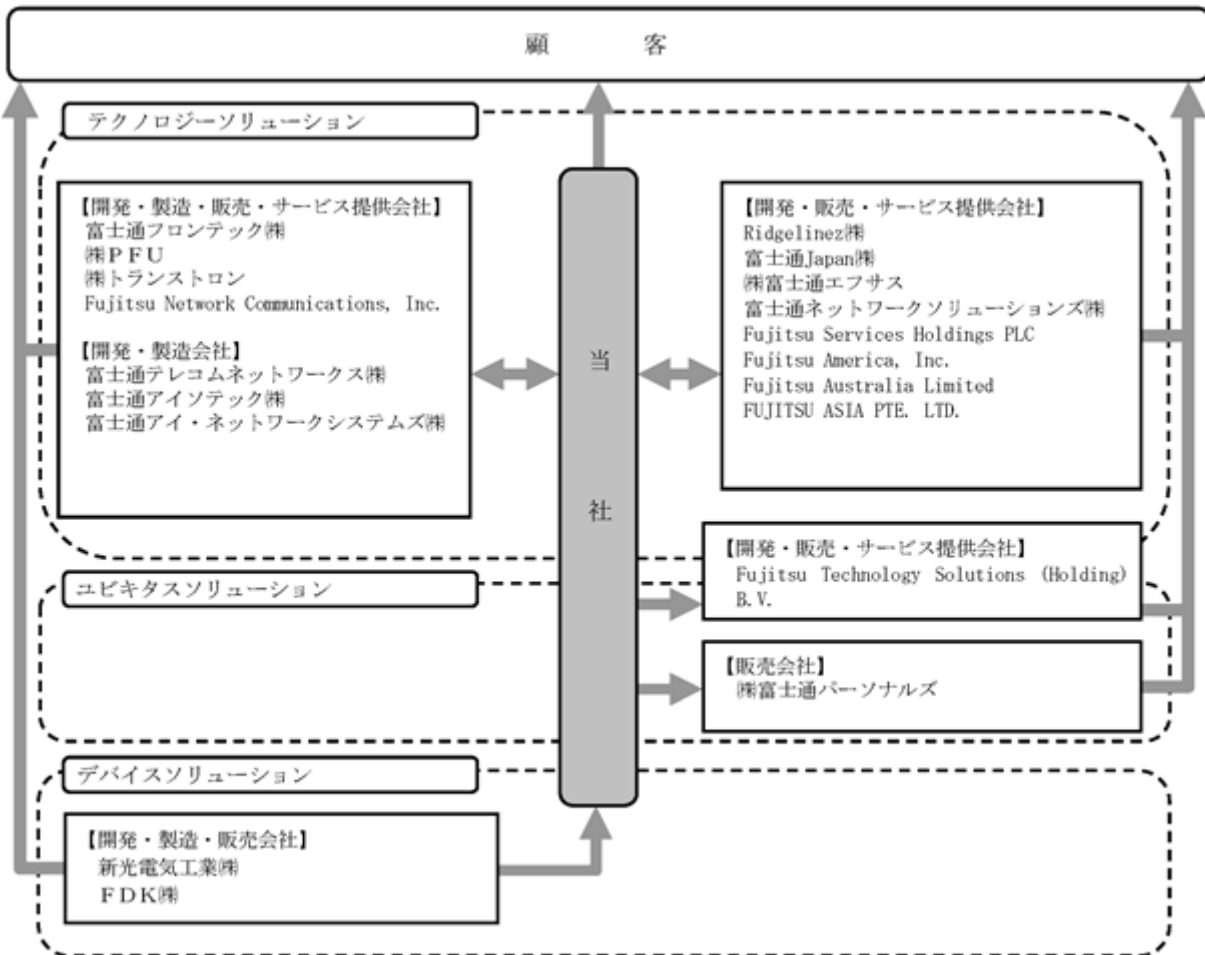 顧　　　客
テクノロジーソリューション
【開発・製造・販売・サービス提供会社】
富士通フロンテック㈱
㈱ＰＦＵ
㈱トランストロン
Fujitsu Network Communications, Inc.
【開発・製造会社】
富士通テレコムネットワークス㈱
富士通アイソテック㈱
富士通アイ・ネットワークシステムズ㈱
当
社
【開発・販売・サービス提供会社】
Ridgelinez㈱
富士通Japan㈱
㈱富士通エフサス
富士通ネットワークソリューションズ㈱
Fujitsu Services Holdings PLC
Fujitsu America, Inc.
Fujitsu Australia Limited
FUJITSU ASIA PTE. LTD.
【開発・販売・サービス提供会社】
Fujitsu Technology Solutions (Holding)
B.V.
ユビキタスソリューション
【販売会社】
㈱富士通パーソナルズ
デバイスソリューション
【開発・製造・販売会社】
新光電気工業㈱
ＦＤＫ㈱